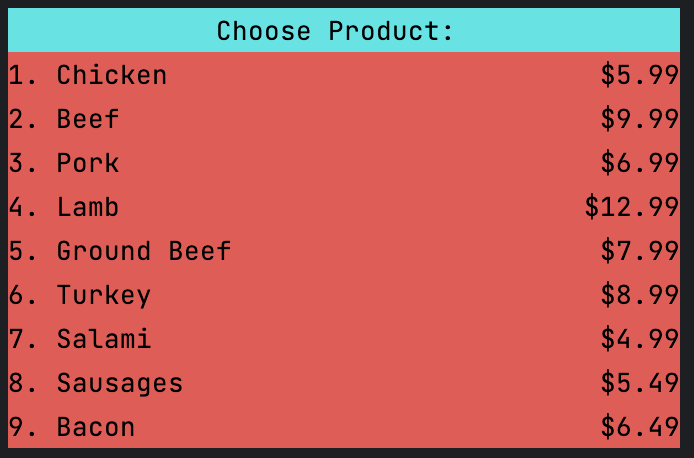 Choose Product:
1. Chicken $5.99
2. Beef $9.99
3. Pork $6.99
4. Lamb $12.99
5. Ground Beef $7.99
6. Turkey $8.99
7. Salami $4.99
8. Sausages $5.49
9. Bacon $6.49